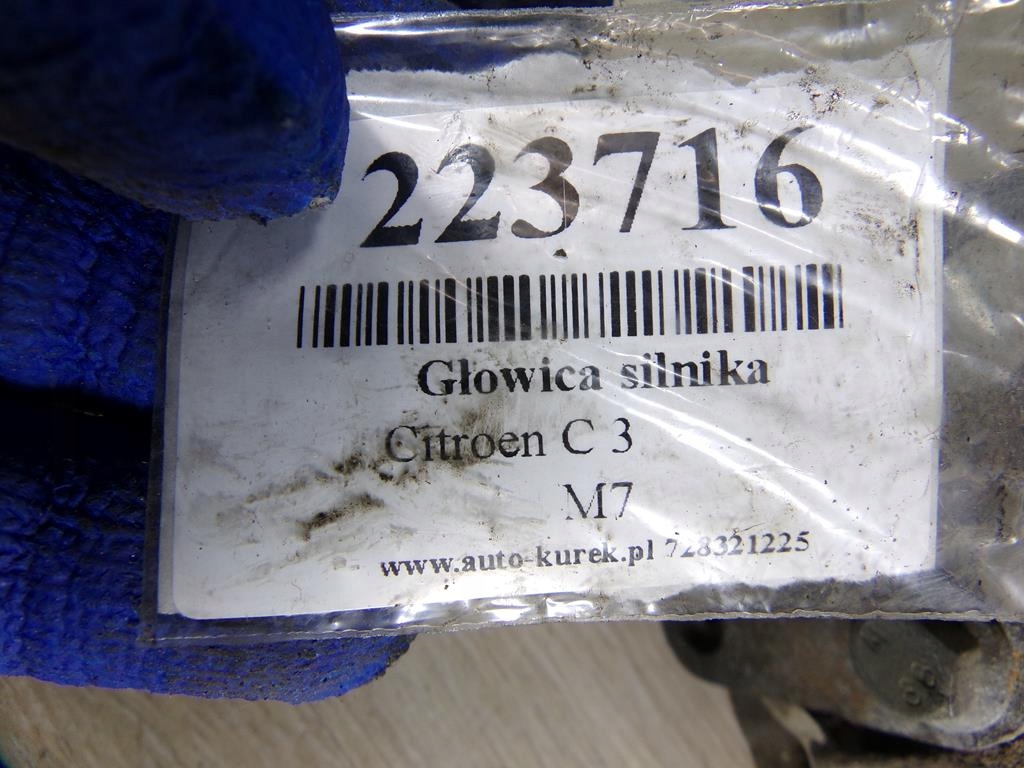 223716
Głowica silnika
Citroen C 3
M7
www.auto-kurek.pl 728321225